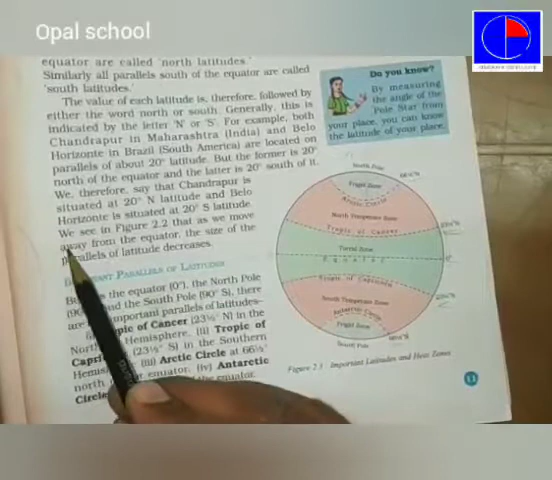 Opal school
equator are called 'north latitudes.'
Similarly all parallels south of the equator are called
'south latitudes.'
The value of each latitude is, therefore, followed by
either the word north or south. Generally, this is
indicated by the letter 'N' or 'S'. For example, both
Chandrapur in Maharashtra (India) and Belo
Horizonte in Brazil (South America) are located on
parallels of about 20° latitude. But the former is 20°
north of the equator and the latter is 20° south of it.
We, therefore, say that Chandrapur is
situated at 20° N latitude and Belo
Horizonte is situated at 20° S latitude.
We see in Figure 2.2 that as we move
away from the equator, the size of the
parallels of latitude decreases.
Parallels of Latitudes
the equator (0°), the North Pole
and the South Pole (90° S), there
are important parallels of latitudes–
Tropic of Cancer (23½° N) in the
Hemisphere. (ii) Tropic of
(23½° S) in the Southern
(iii) Arctic Circle at 66½°
north equator. (iv) Antarctic
Circle the equator.
Do you know?
By measuring
the angle of the
Pole Star from
your place, you can know
the latitude of your place.
North Pole
Frigid Zone
Arctic Circle
North Temperate Zone
Tropic of Cancer
Torrid Zone
Equator
Tropic of Capricorn
South Temperate Zone
Antarctic Circle
Frigid Zone
South Pole
Figure 2.3 : Important Latitudes and Heat Zones
11